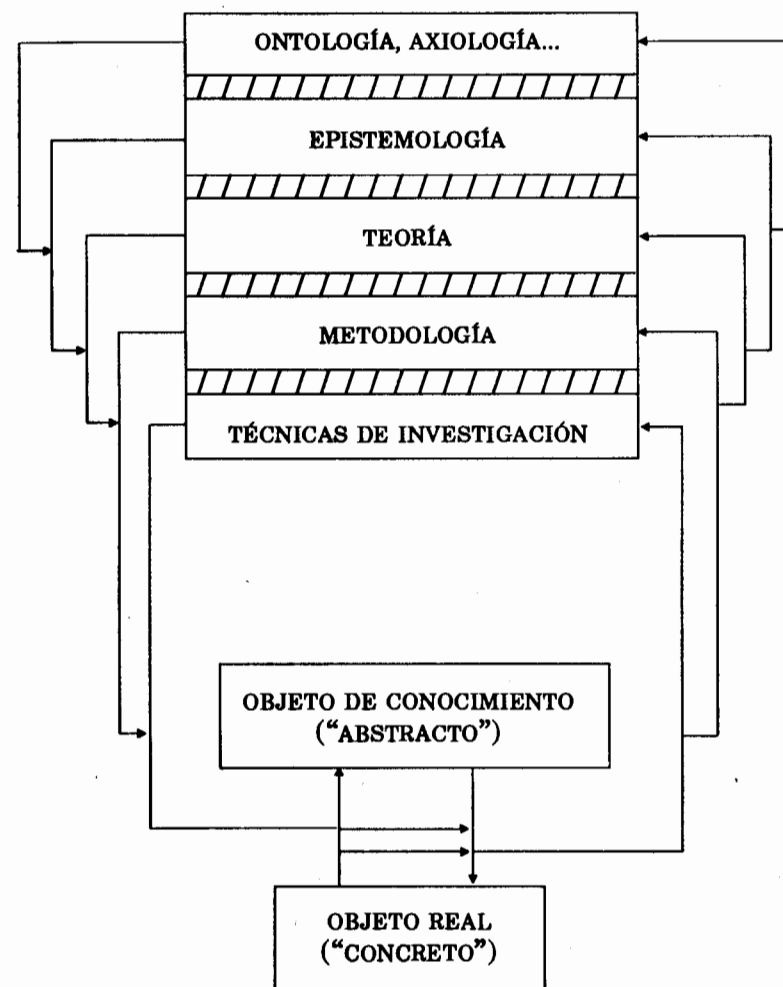 ONTOLOGÍA, AXIOLOGÍA...
EPISTEMOLOGÍA
TEORÍA
METODOLOGÍA
TÉCNICAS DE INVESTIGACIÓN
OBJETO DE CONOCIMIENTO
(“ABSTRACTO”)
OBJETO REAL
(“CONCRETO”)